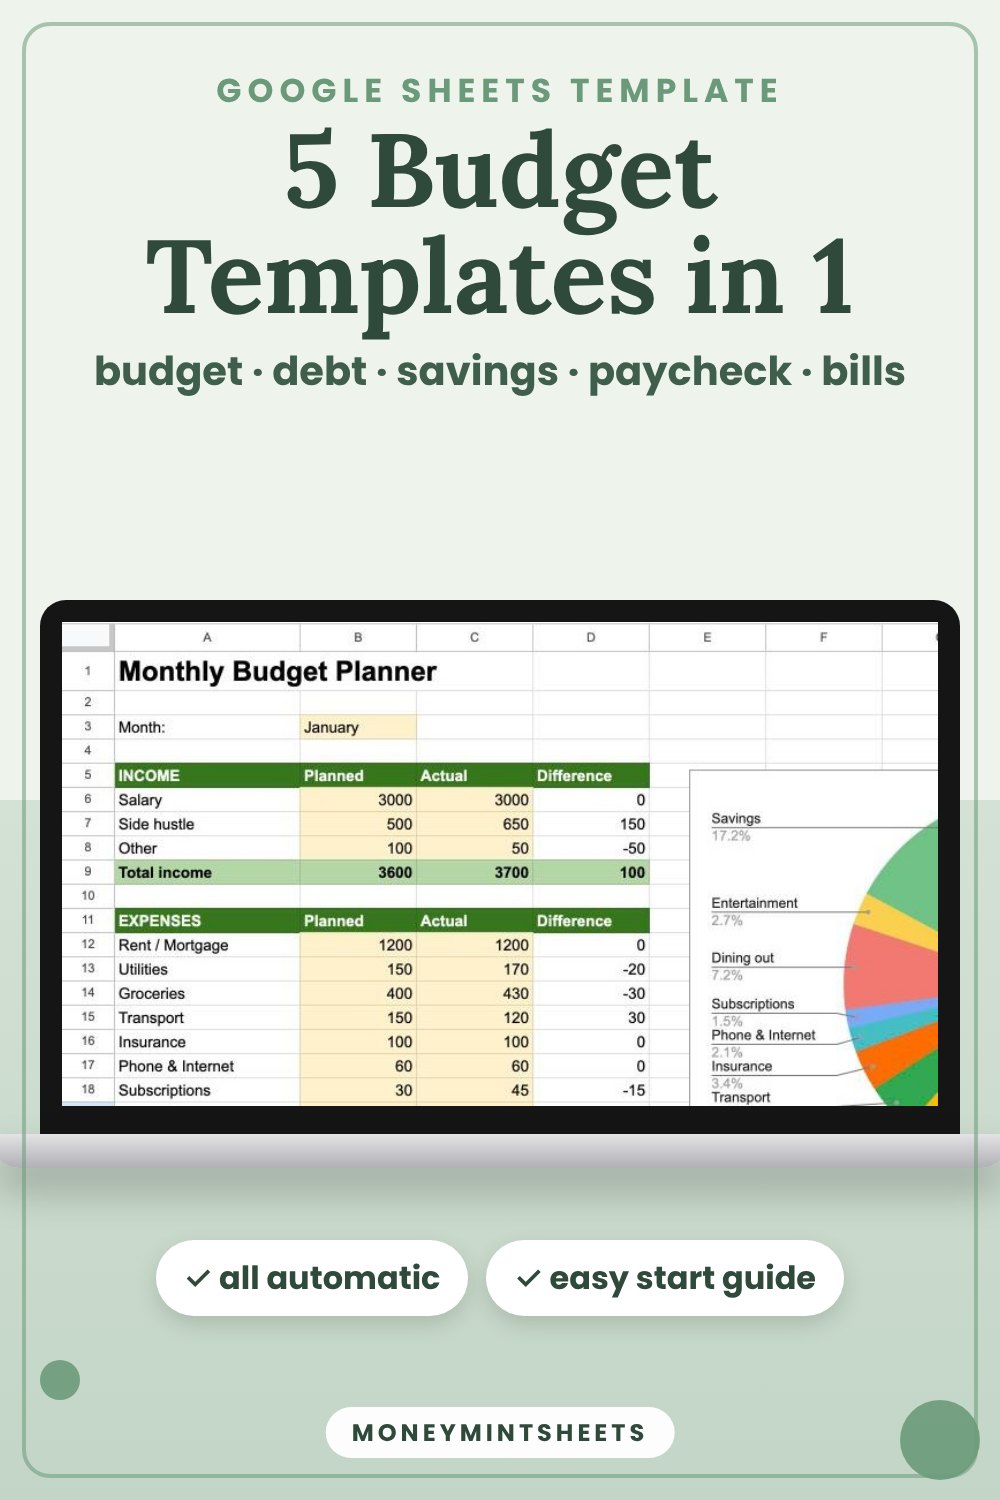 GOOGLE SHEETS TEMPLATE
5 Budget
Templates in 1
budget · debt · savings · paycheck · bills
A B C D E F
1 Monthly Budget Planner
2
3 Month: January
4
5 INCOME Planned Actual Difference
6 Salary 3000 3000 0
7 Side hustle 500 650 150
8 Other 100 50 -50
9 Total income 3600 3700 100
10
11 EXPENSES Planned Actual Difference
12 Rent / Mortgage 1200 1200 0
13 Utilities 150 170 -20
14 Groceries 400 430 -30
15 Transport 150 120 30
16 Insurance 100 100 0
17 Phone & Internet 60 60 0
18 Subscriptions 30 45 -15
Savings
17.2%
Entertainment
2.7%
Dining out
7.2%
Subscriptions
1.5%
Phone & Internet
2.1%
Insurance
3.4%
Transport
✓ all automatic ✓ easy start guide
MONEYMINTSHEETS